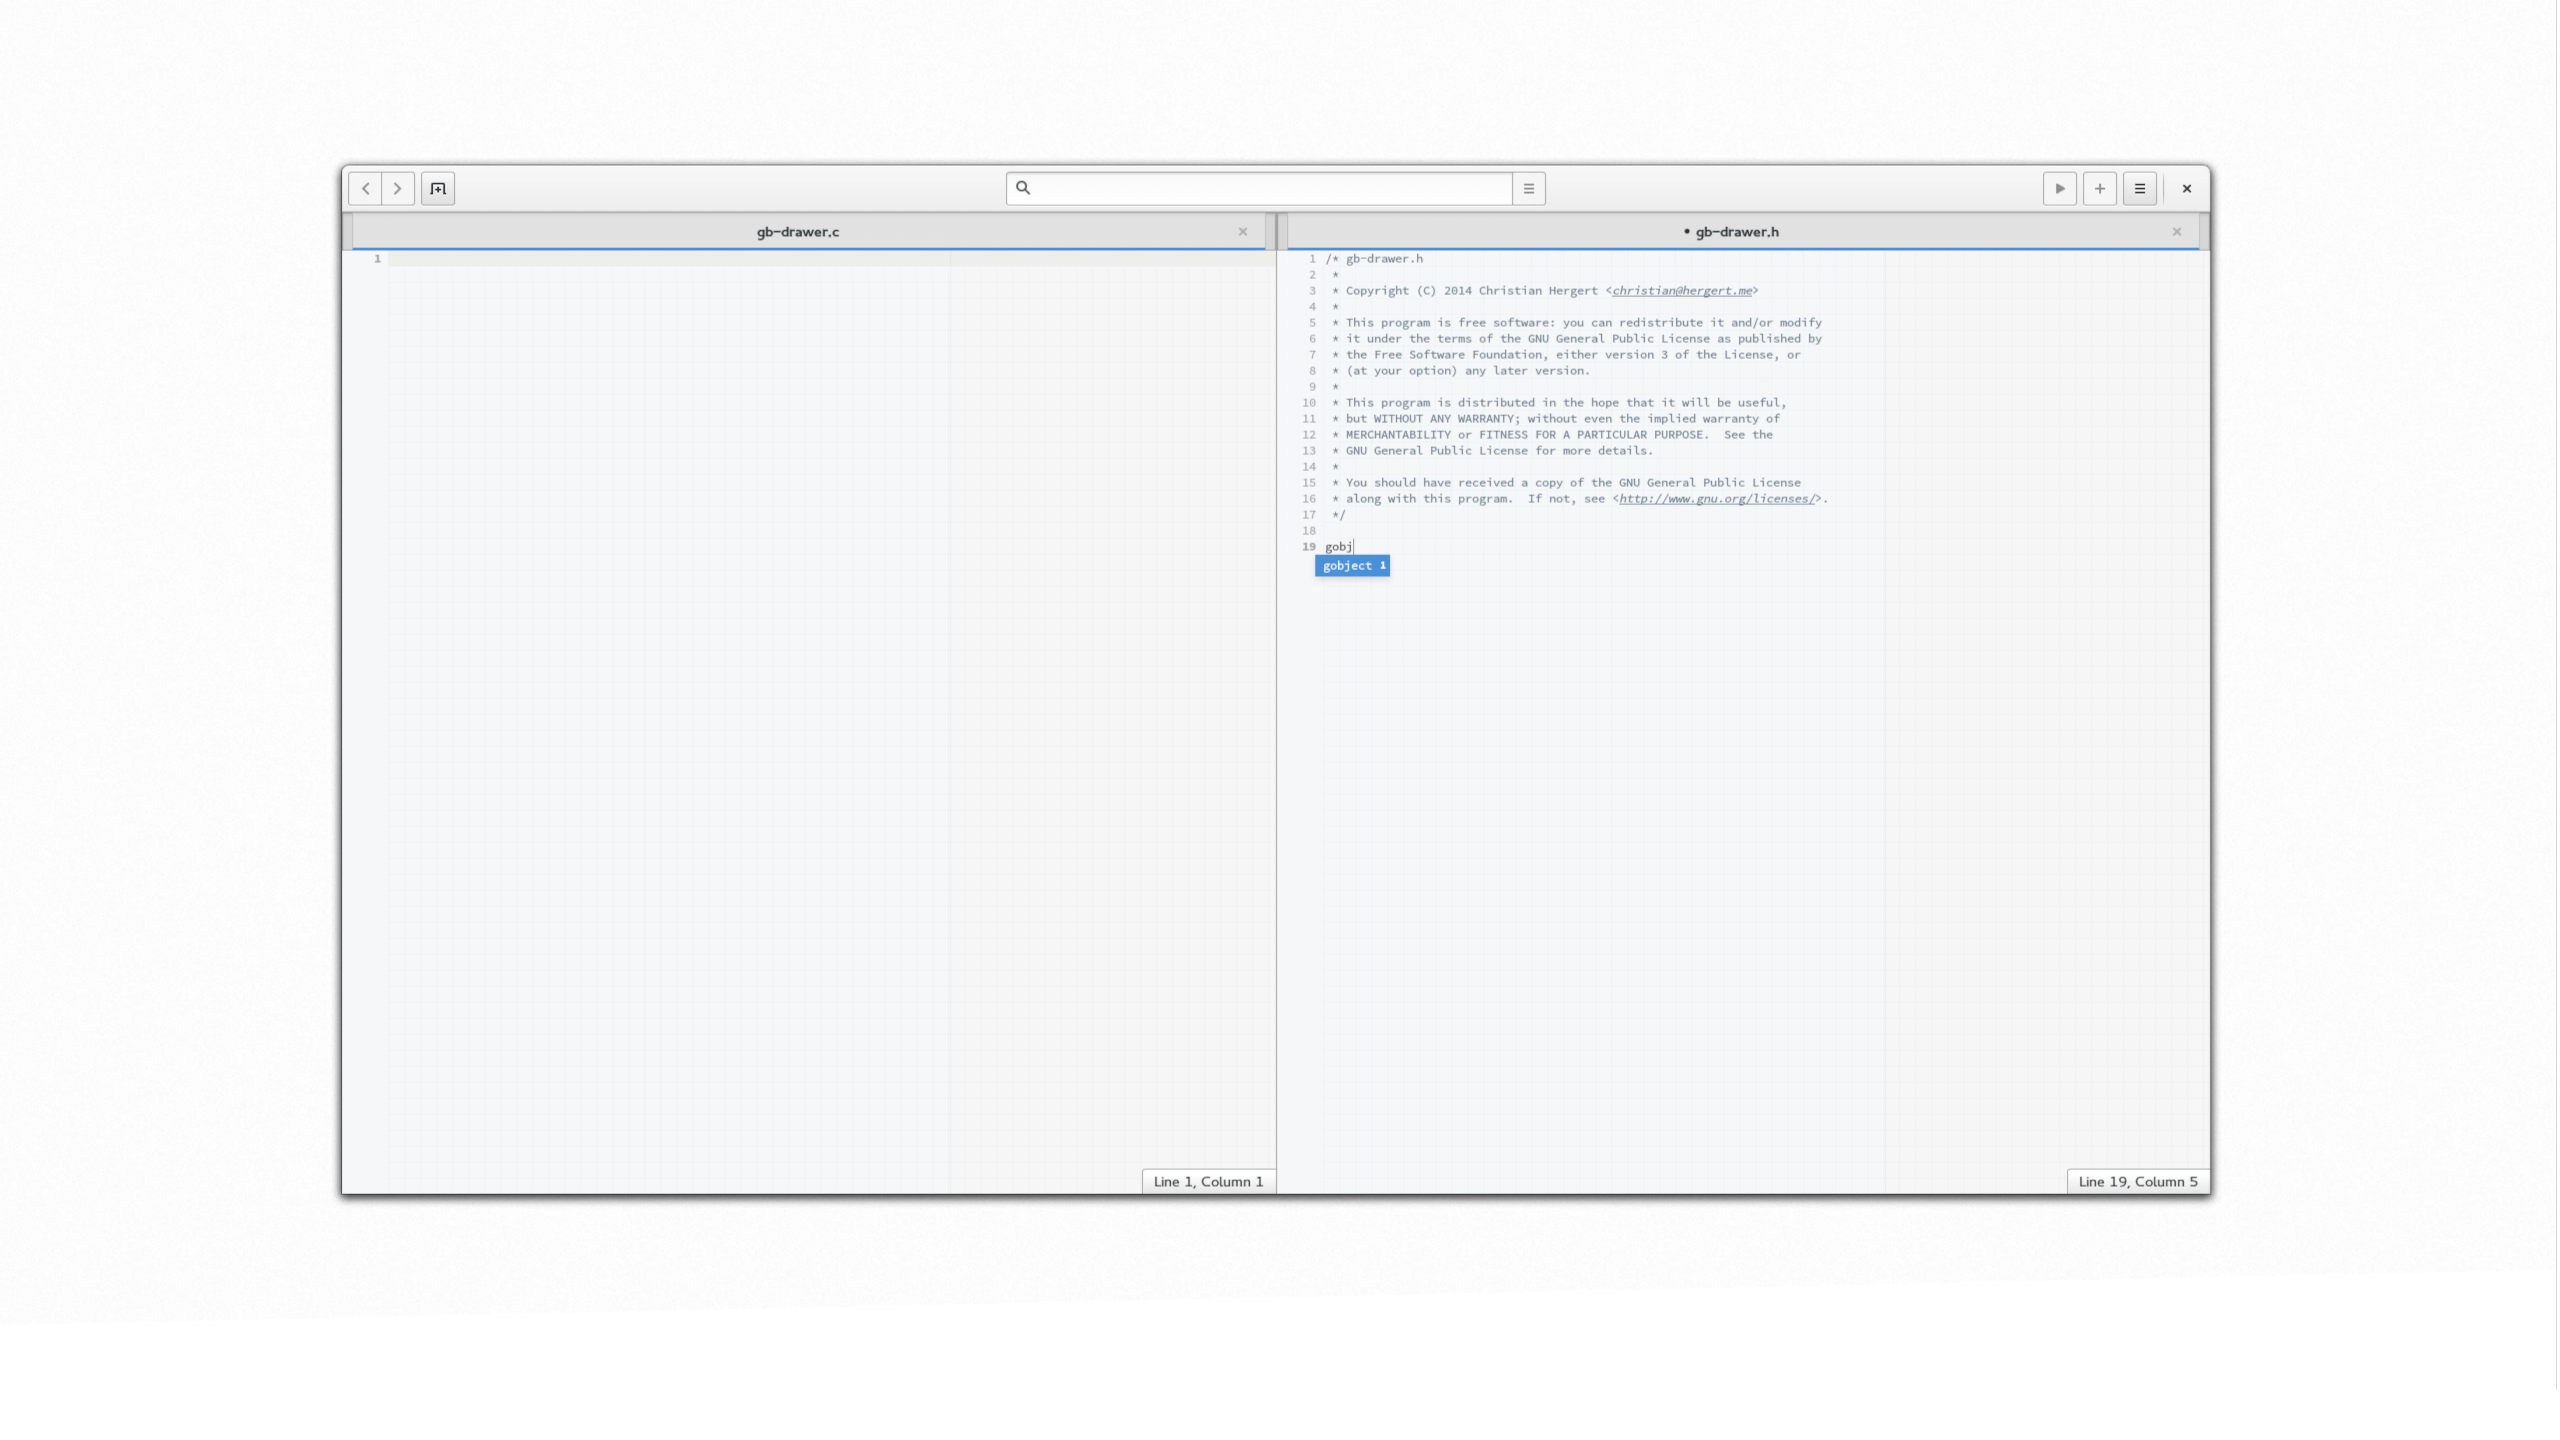 gb-drawer.c
• gb-drawer.h
1
1 /* gb-drawer.h
2  *
3  * Copyright (C) 2014 Christian Hergert <christian@hergert.me>
4  *
5  * This program is free software: you can redistribute it and/or modify
6  * it under the terms of the GNU General Public License as published by
7  * the Free Software Foundation, either version 3 of the License, or
8  * (at your option) any later version.
9  *
10  * This program is distributed in the hope that it will be useful,
11  * but WITHOUT ANY WARRANTY; without even the implied warranty of
12  * MERCHANTABILITY or FITNESS FOR A PARTICULAR PURPOSE.  See the
13  * GNU General Public License for more details.
14  *
15  * You should have received a copy of the GNU General Public License
16  * along with this program.  If not, see <http://www.gnu.org/licenses/>.
17  */
18
19 gobj
gobject 1
Line 1, Column 1
Line 19, Column 5